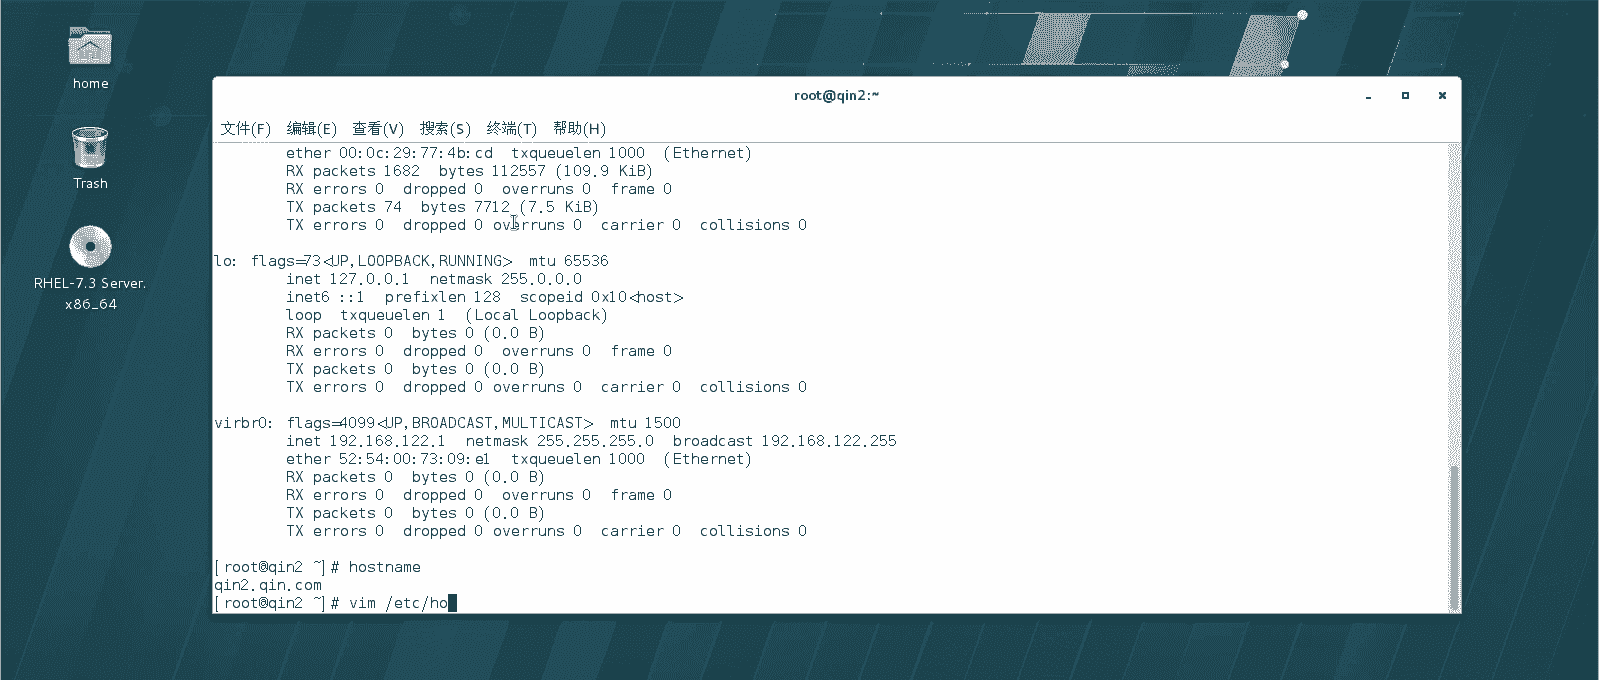 home
Trash
RHEL-7.3 Server.
x86_64
root@qin2:~
文件(F) 编辑(E) 查看(V) 搜索(S) 终端(T) 帮助(H)
ether 00:0c:29:77:4b:cd txqueuelen 1000 (Ethernet)
RX packets 1682 bytes 112557 (109.9 KiB)
RX errors 0 dropped 0 overruns 0 frame 0
TX packets 74 bytes 7712 (7.5 KiB)
TX errors 0 dropped 0 overruns 0 carrier 0 collisions 0
lo: flags=73<UP,LOOPBACK,RUNNING> mtu 65536
inet 127.0.0.1 netmask 255.0.0.0
inet6 ::1 prefixlen 128 scopeid 0x10<host>
loop txqueuelen 1 (Local Loopback)
RX packets 0 bytes 0 (0.0 B)
RX errors 0 dropped 0 overruns 0 frame 0
TX packets 0 bytes 0 (0.0 B)
TX errors 0 dropped 0 overruns 0 carrier 0 collisions 0
virbr0: flags=4099<UP,BROADCAST,MULTICAST> mtu 1500
inet 192.168.122.1 netmask 255.255.255.0 broadcast 192.168.122.255
ether 52:54:00:73:09:e1 txqueuelen 1000 (Ethernet)
RX packets 0 bytes 0 (0.0 B)
RX errors 0 dropped 0 overruns 0 frame 0
TX packets 0 bytes 0 (0.0 B)
TX errors 0 dropped 0 overruns 0 carrier 0 collisions 0
[root@qin2 ~]# hostname
qin2.qin.com
[root@qin2 ~]# vim /etc/ho